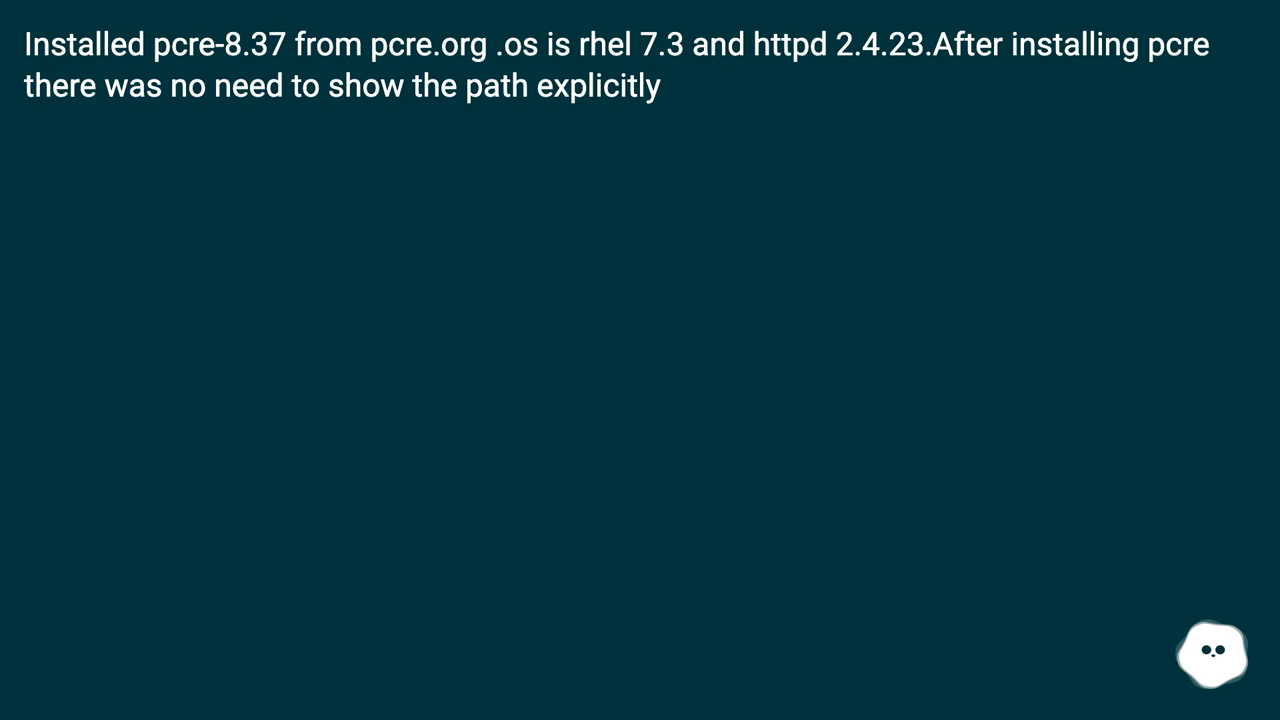 Installed pcre-8.37 from pcre.org .os is rhel 7.3 and httpd 2.4.23.After installing pcre
there was no need to show the path explicitly